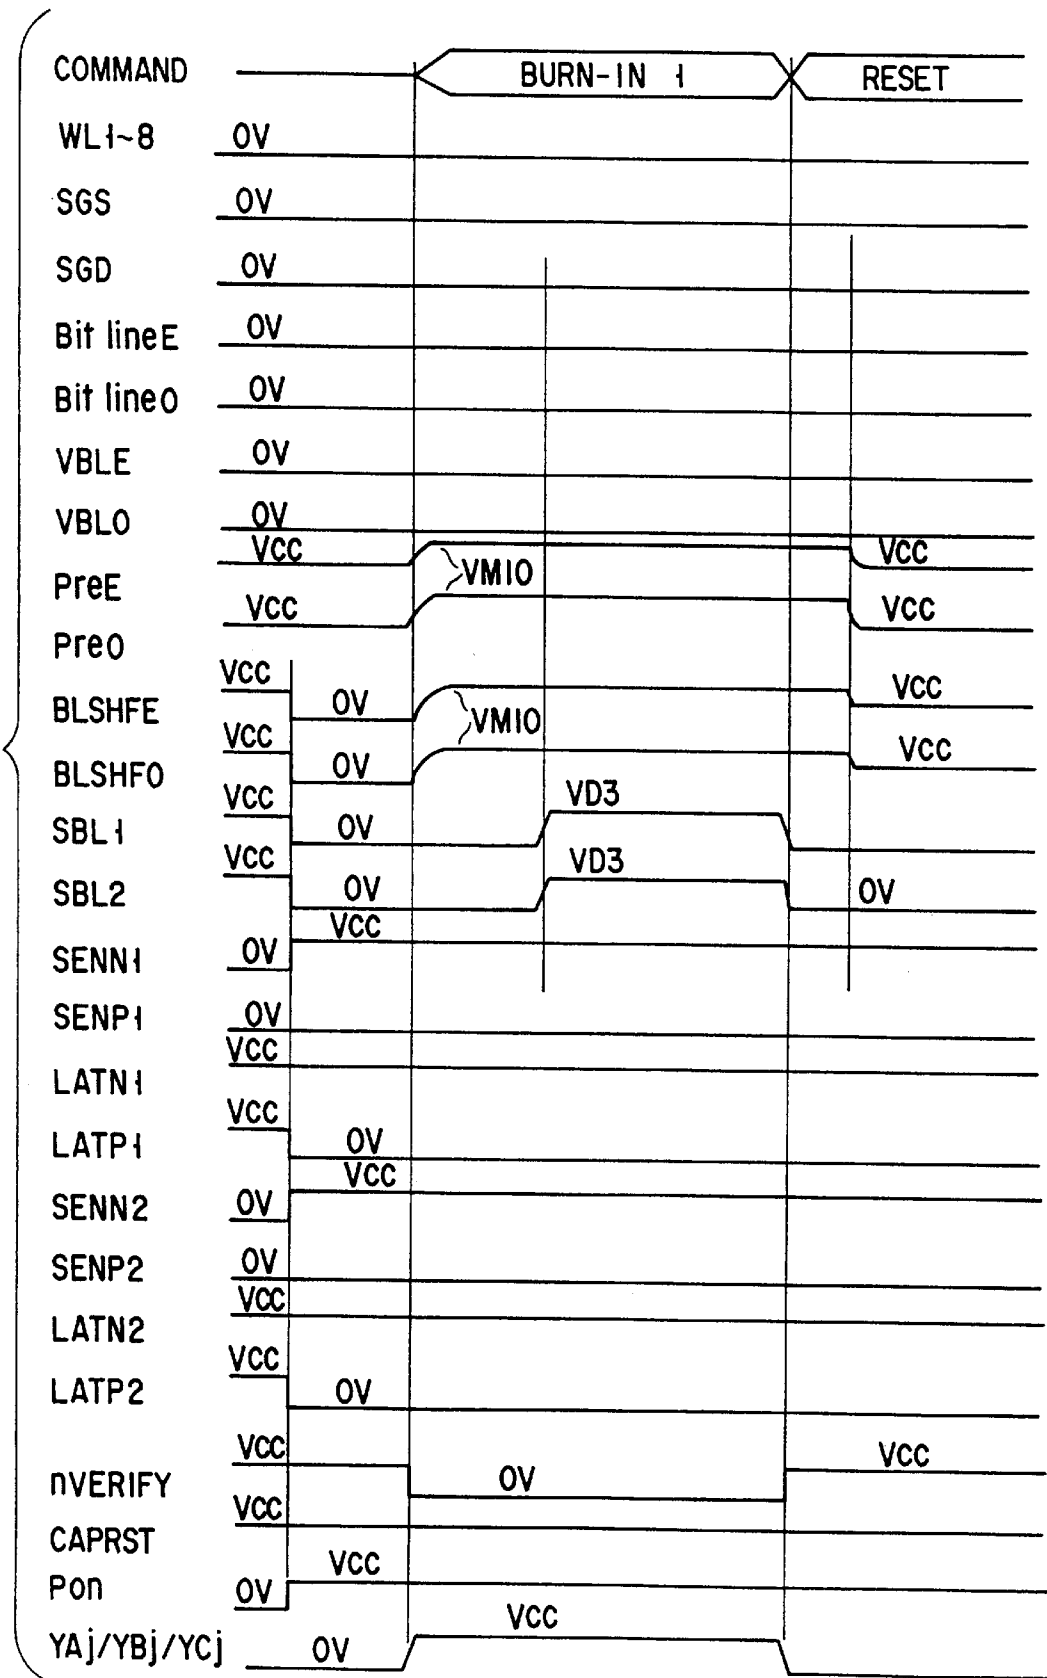 COMMAND BURN-IN 1 RESET
WL1~8 0V
SGS 0V
SGD 0V
Bit lineE 0V
Bit lineO 0V
VBLE 0V
VBLO 0V
VCC VCC
PreE VM10
VCC VCC
PreO
VCC VCC
BLSHFE 0V VM10
VCC VCC
BLSHFO 0V
VCC VD3
SBL1 0V
VCC VD3
SBL2 0V 0V
VCC
SENN1 0V
SENP1 0V
VCC
LATN1
VCC
LATP1 0V
VCC
SENN2 0V
SENP2 0V
VCC
LATN2
VCC
LATP2 0V
VCC VCC
nVERIFY 0V
VCC
CAPRST
VCC
Pon 0V
VCC
YAj/YBj/YCj 0V